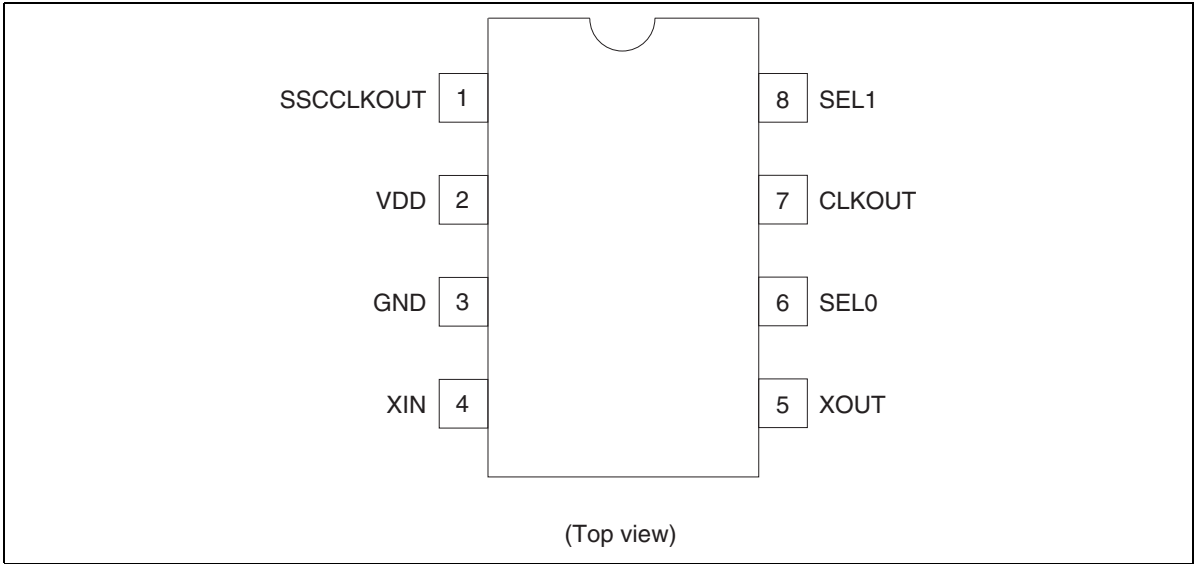 SSCCLKOUT 1 8 SEL1
VDD 2 7 CLKOUT
GND 3 6 SEL0
XIN 4 5 XOUT
(Top view)